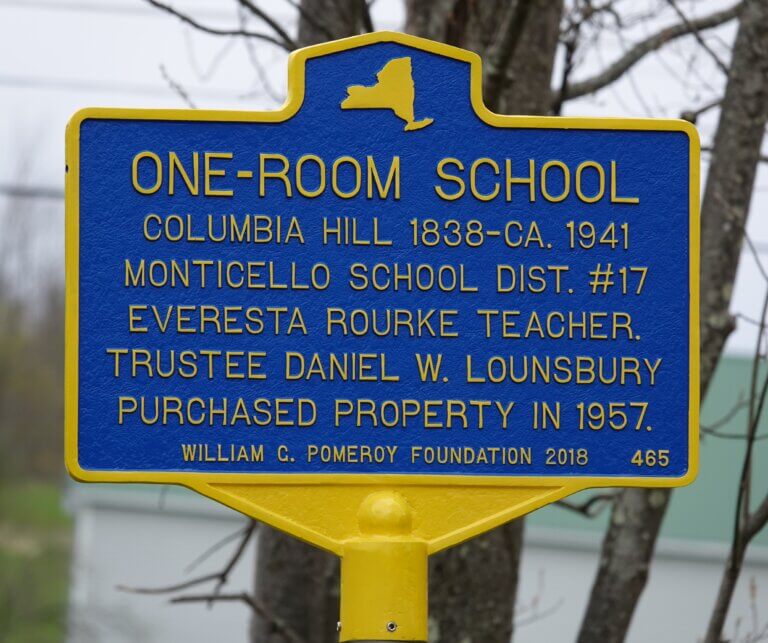 ONE-ROOM SCHOOL
COLUMBIA HILL 1838-CA. 1941
MONTICELLO SCHOOL DIST. #17
EVERESTA ROURKE TEACHER.
TRUSTEE DANIEL W. LOUNSBURY
PURCHASED PROPERTY IN 1957.
WILLIAM G. POMEROY FOUNDATION 2018 465